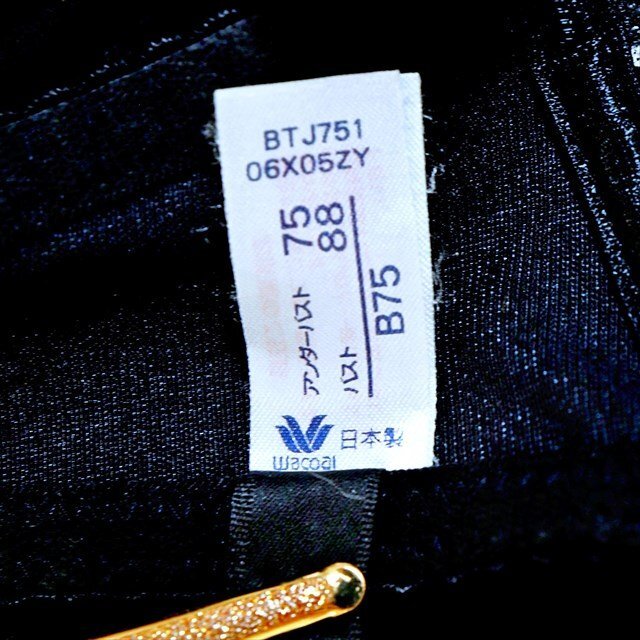 BTJ751
06X05ZY
アンダーバスト 75
バスト 88
B75
Wacoal 日本製